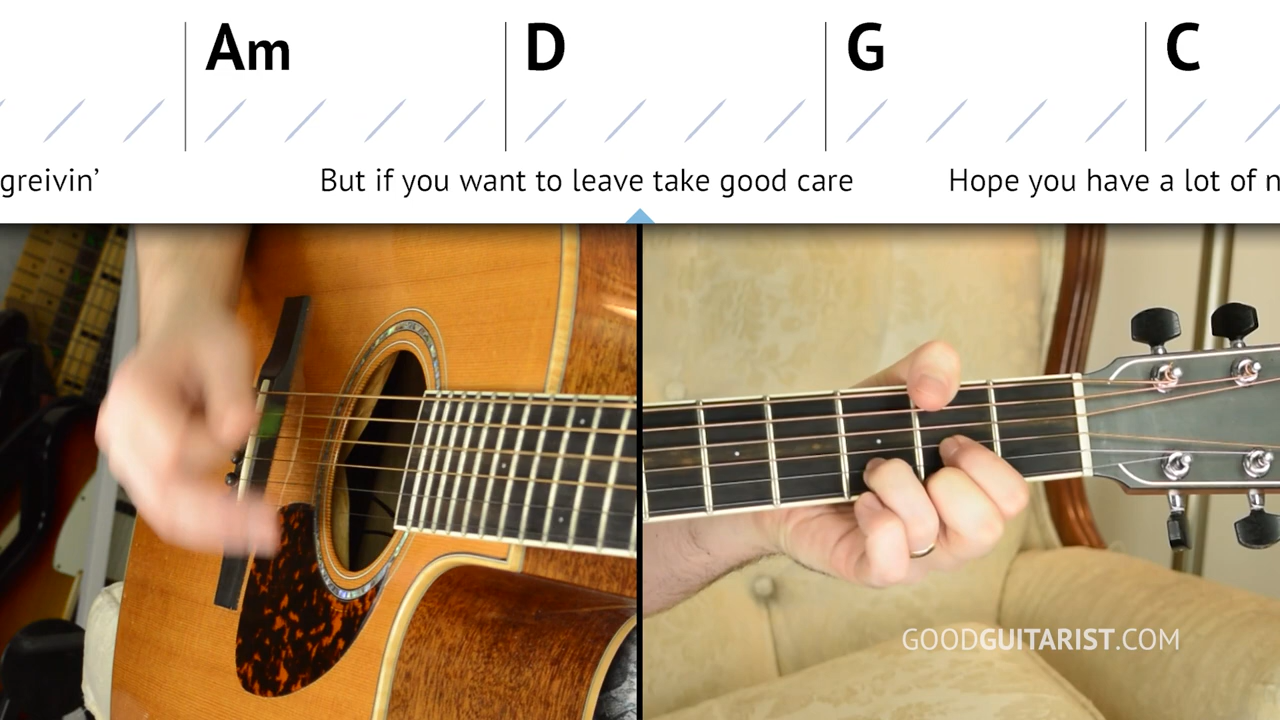 Am D G C
greivin’ But if you want to leave take good care Hope you have a lot of n
GOODGUITARIST.COM